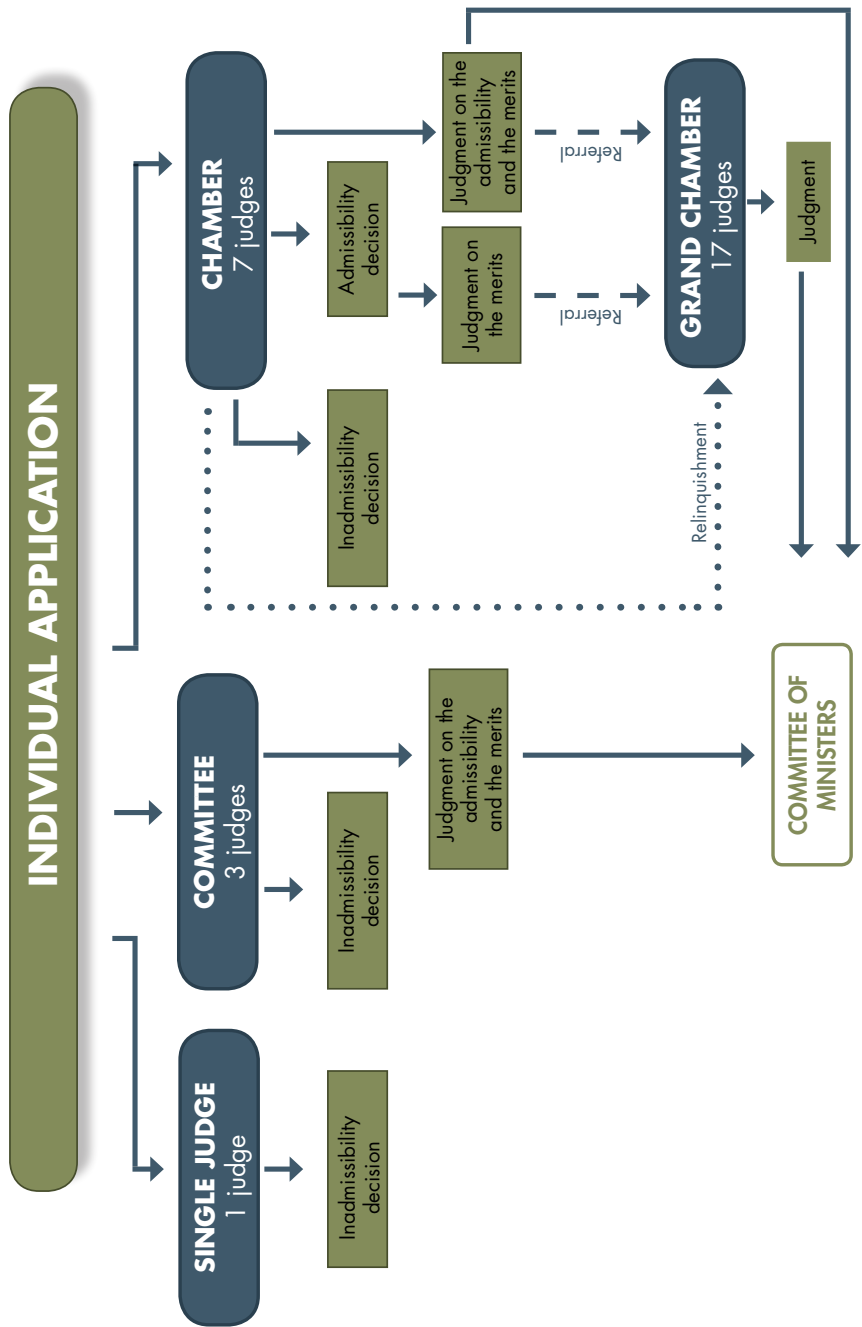 INDIVIDUAL APPLICATION
SINGLE JUDGE
1 judge
COMMITTEE
3 judges
CHAMBER
7 judges
Inadmissibility
decision
Inadmissibility
decision
Inadmissibility
decision
Admissibility
decision
Judgment on the
admissibility
and the merits
Judgment on
the merits
Judgment on the
admissibility
and the merits
Referral
Referral
Relinquishment
GRAND CHAMBER
17 judges
Judgment
COMMITTEE OF
MINISTERS